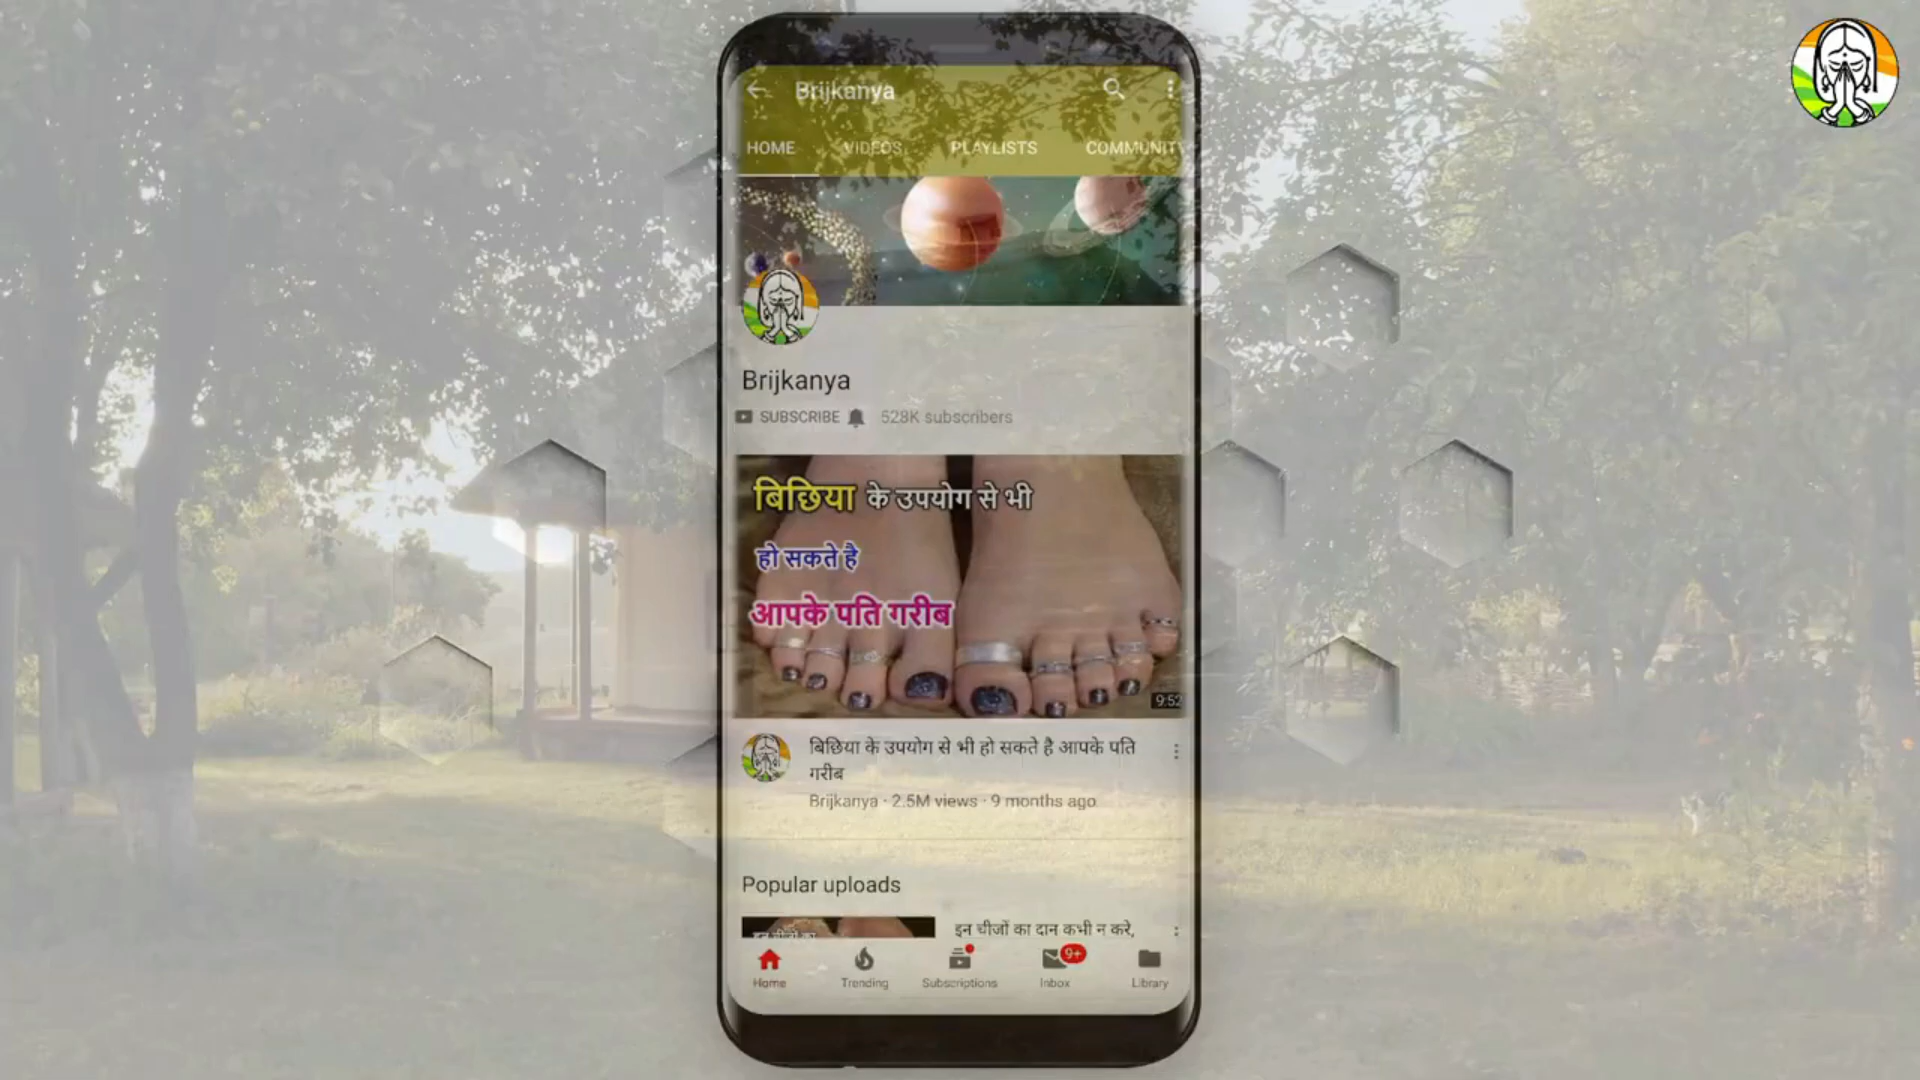 Brijkanya
HOME VIDEOS PLAYLISTS COMMUNITY
Brijkanya
SUBSCRIBE 528K subscribers
बिछिया के उपयोग से भी
हो सकते है
आपके पति गरीब
9:52
बिछिया के उपयोग से भी हो सकते है आपके पति
गरीब
Brijkanya · 2.5M views · 9 months ago
Popular uploads
इन चीजों का
इन चीजों का दान कभी न करे,
9+
Home Trending Subscriptions Inbox Library